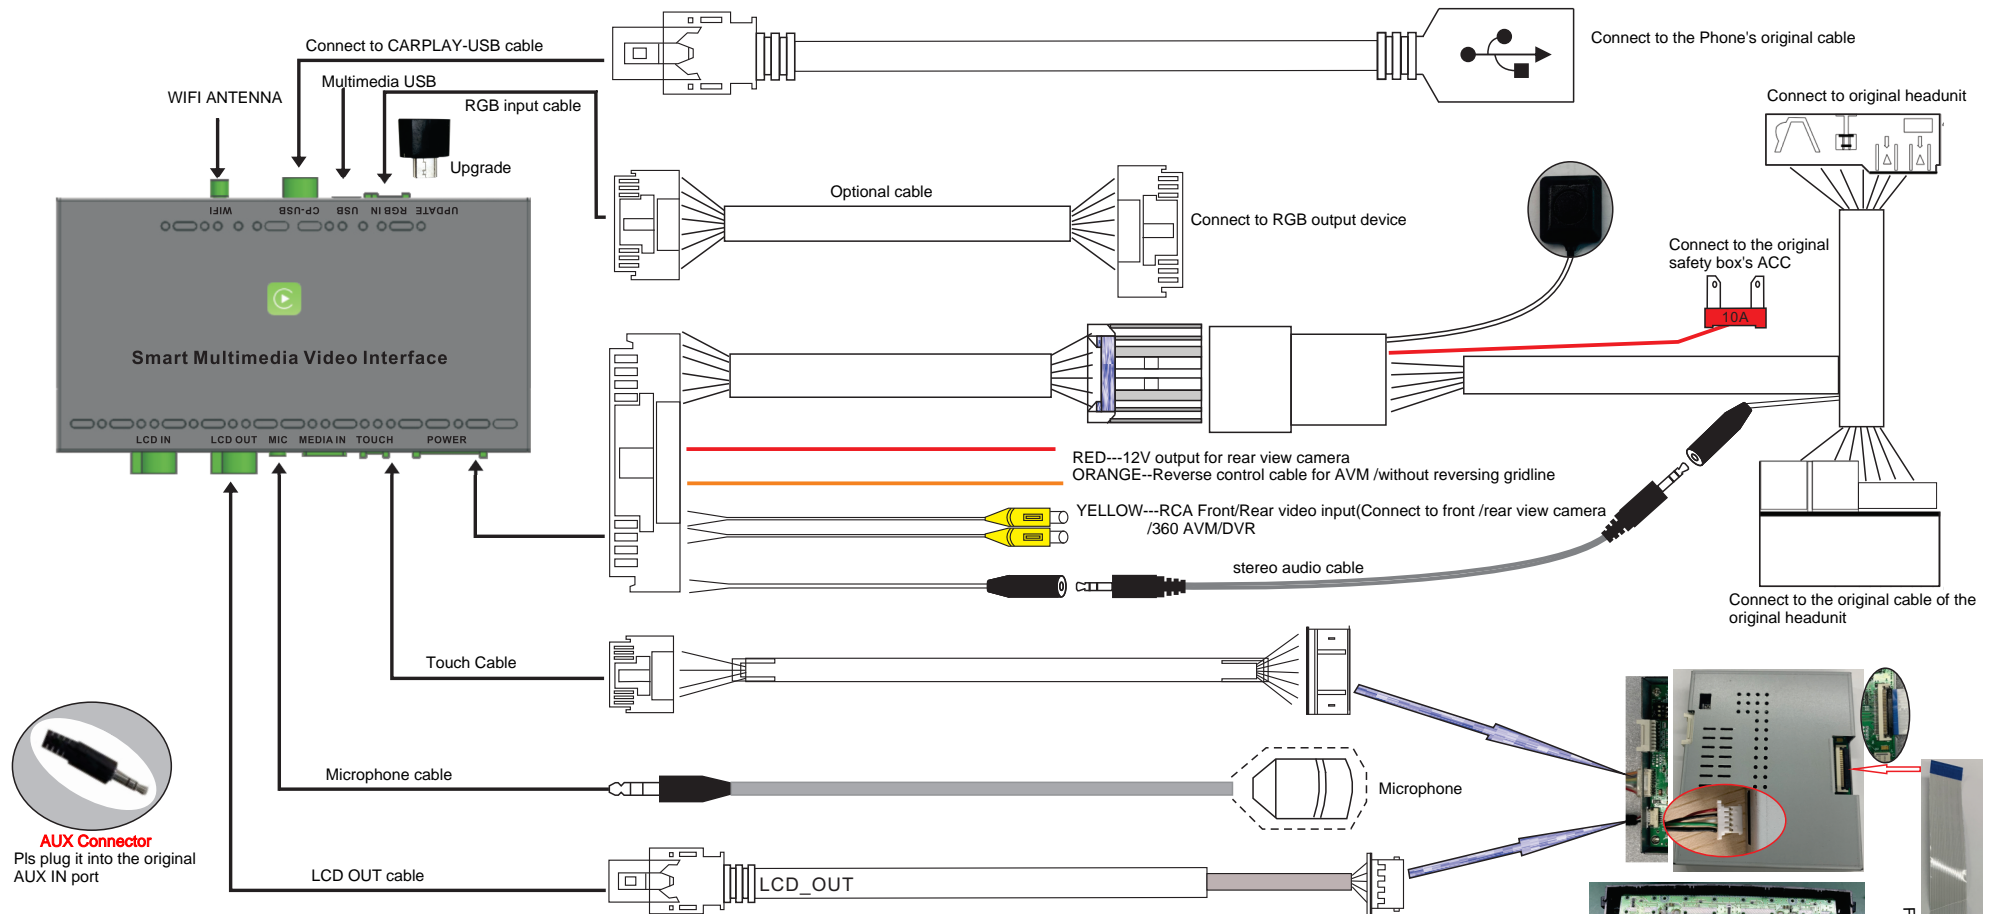 Connect to CARPLAY-USB cable
Connect to the Phone's original cable
Multimedia USB
WIFI ANTENNA
RGB input cable
Upgrade
Connect to original headunit
WIFI
CP-USB
USB
RGB IN
UPDATE
Optional cable
Connect to RGB output device
Connect to the original
safety box's ACC
10A
Smart Multimedia Video Interface
LCD IN
LCD OUT
MIC
MEDIA IN
TOUCH
POWER
RED---12V output for rear view camera
ORANGE--Reverse control cable for AVM /without reversing gridline
YELLOW---RCA Front/Rear video input(Connect to front /rear view camera
/360 AVM/DVR
stereo audio cable
Connect to the original cable of the
original headunit
Touch Cable
Microphone cable
Microphone
AUX Connector
Pls plug it into the original
AUX IN port
LCD OUT cable
LCD_OUT